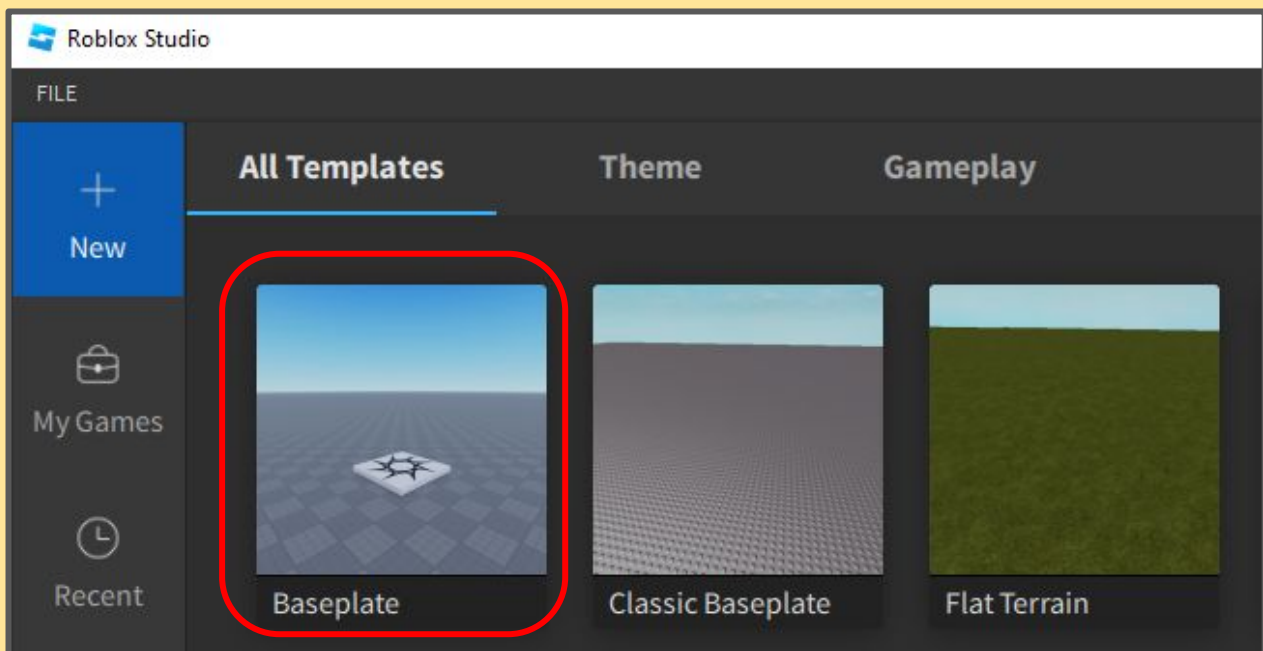 Roblox Studio
FILE
All Templates Theme Gameplay
New
My Games
Recent
Baseplate Classic Baseplate Flat Terrain